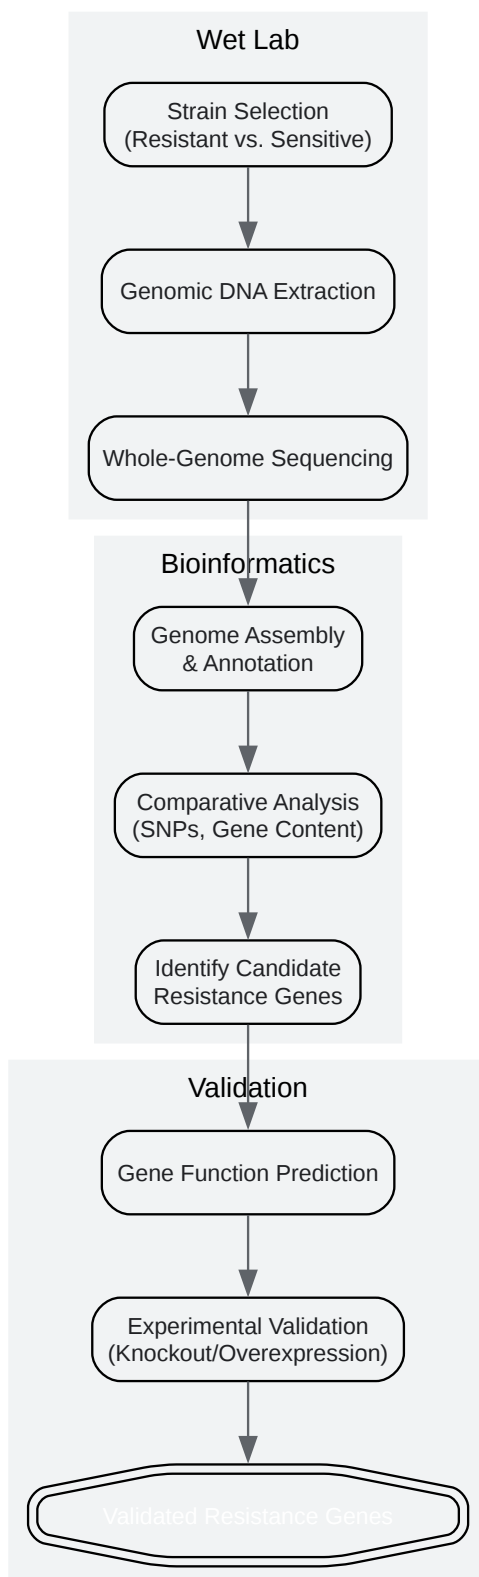 Wet Lab
Strain Selection
(Resistant vs. Sensitive)
Genomic DNA Extraction
Whole-Genome Sequencing
Bioinformatics
Genome Assembly
& Annotation
Comparative Analysis
(SNPs, Gene Content)
Identify Candidate
Resistance Genes
Validation
Gene Function Prediction
Experimental Validation
(Knockout/Overexpression)
Validated Resistance Genes